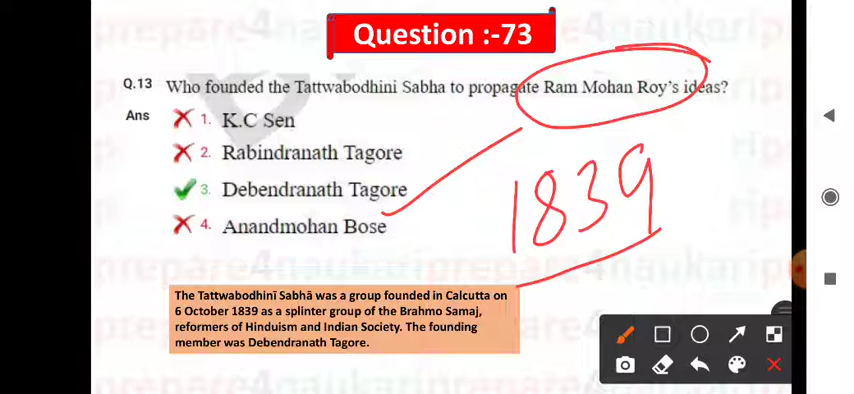 Question :-73
Q.13 Who founded the Tattwabodhini Sabha to propagate Ram Mohan Roy's ideas?
Ans 1. K.C Sen
2. Rabindranath Tagore
3. Debendranath Tagore
4. Anandmohan Bose
1839
The Tattwabodhinī Sabhā was a group founded in Calcutta on
6 October 1839 as a splinter group of the Brahmo Samaj,
reformers of Hinduism and Indian Society. The founding
member was Debendranath Tagore.
prepare4naukari